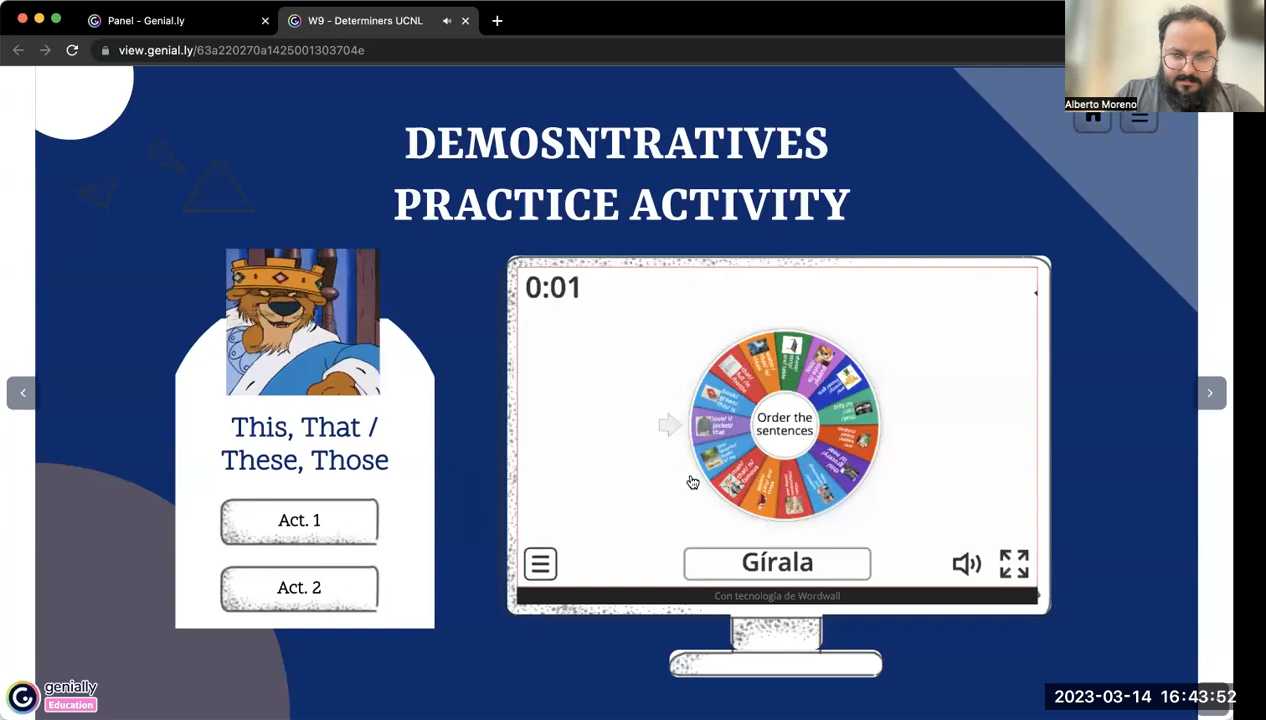 Panel - Genial.ly
W9 - Determiners UCNL
view.genial.ly/63a220270a1425001303704e
Alberto Moreno
DEMOSNTRATIVES
PRACTICE ACTIVITY
This, That /
These, Those
Act. 1
Act. 2
0:01
Order the
sentences
Gírala
Con tecnología de Wordwall
genially
Education
2023-03-14 16:43:52